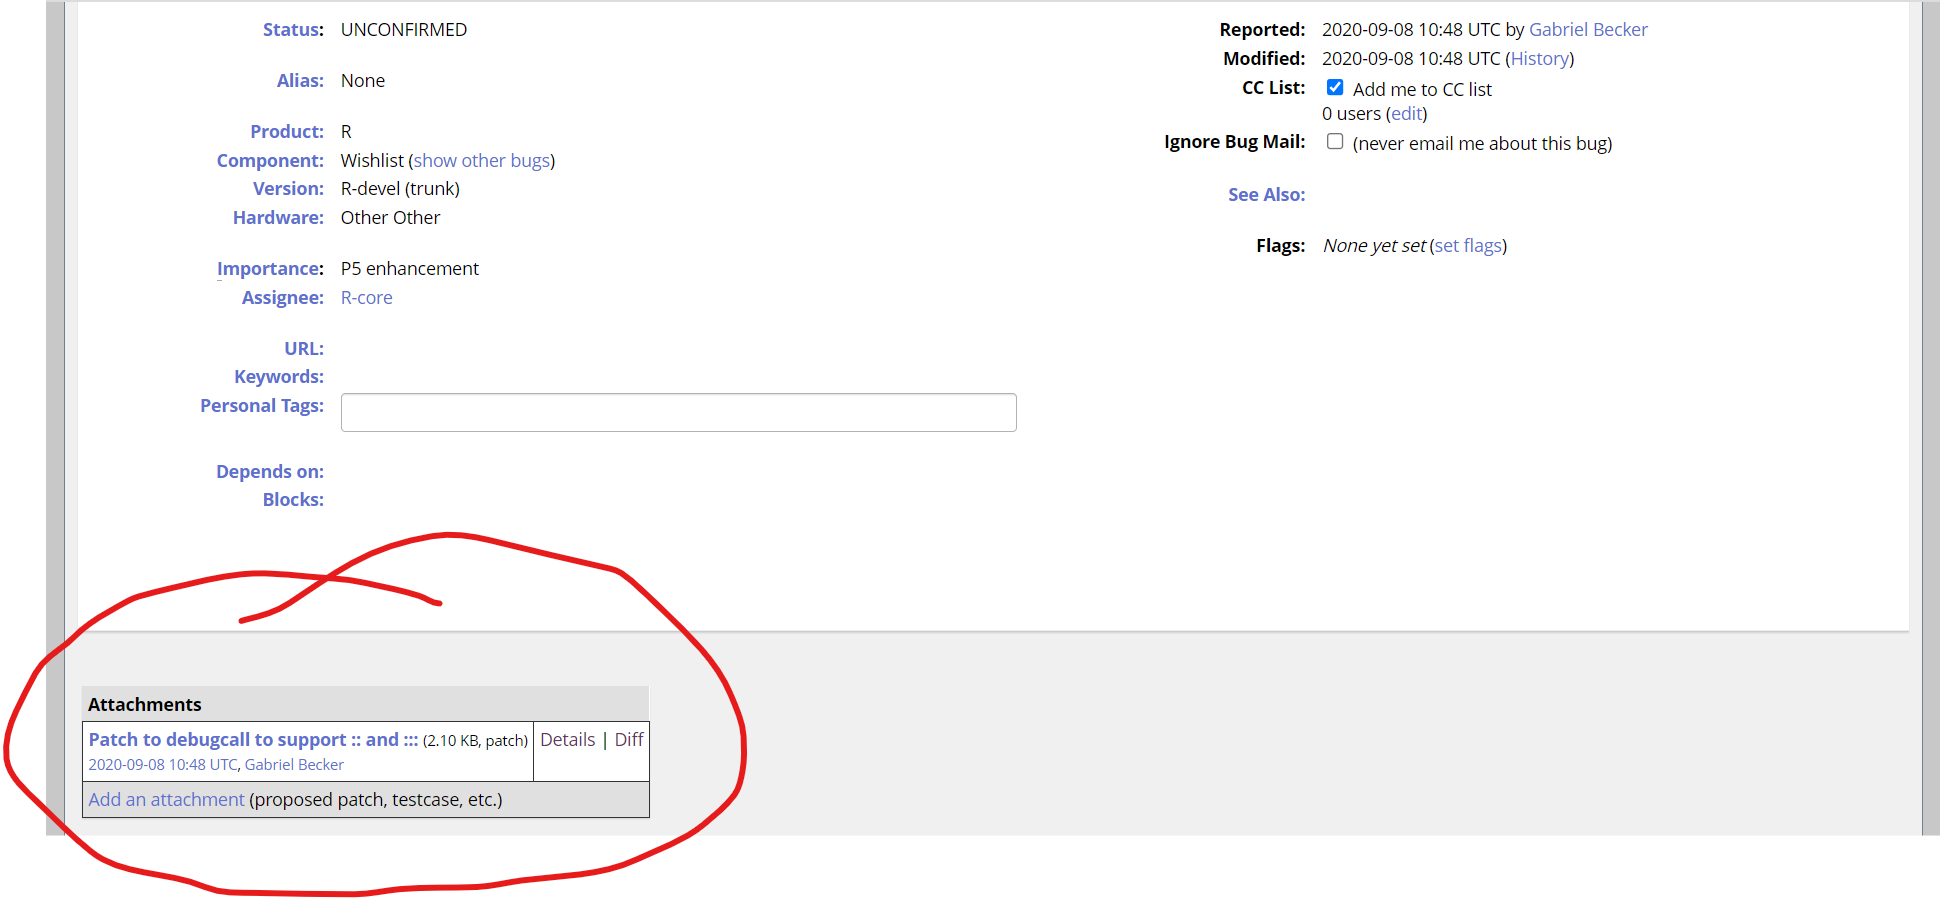 Status: UNCONFIRMED
Alias: None
Product: R
Component: Wishlist (show other bugs)
Version: R-devel (trunk)
Hardware: Other Other
Importance: P5 enhancement
Assignee: R-core
URL:
Keywords:
Personal Tags:
Depends on:
Blocks:
Reported: 2020-09-08 10:48 UTC by Gabriel Becker
Modified: 2020-09-08 10:48 UTC (History)
CC List: Add me to CC list
0 users (edit)
Ignore Bug Mail: (never email me about this bug)
See Also:
Flags: None yet set (set flags)
Attachments
Patch to debugcall to support :: and ::: (2.10 KB, patch) Details | Diff
2020-09-08 10:48 UTC, Gabriel Becker
Add an attachment (proposed patch, testcase, etc.)